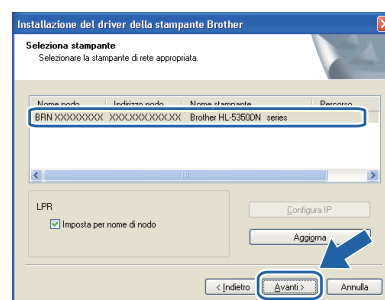 Installazione del driver della stampante Brother
Seleziona stampante
Selezionare la stampante di rete appropriata.
Nome nodo Indirizzo nodo Nome stampante Percorso
BRN XXXXXXXXX XXX.XXX.XXX.XX Brother HL-5350DN series
LPR
Imposta per nome di nodo
Configura IP
Aggiorna
< Indietro Avanti > Annulla